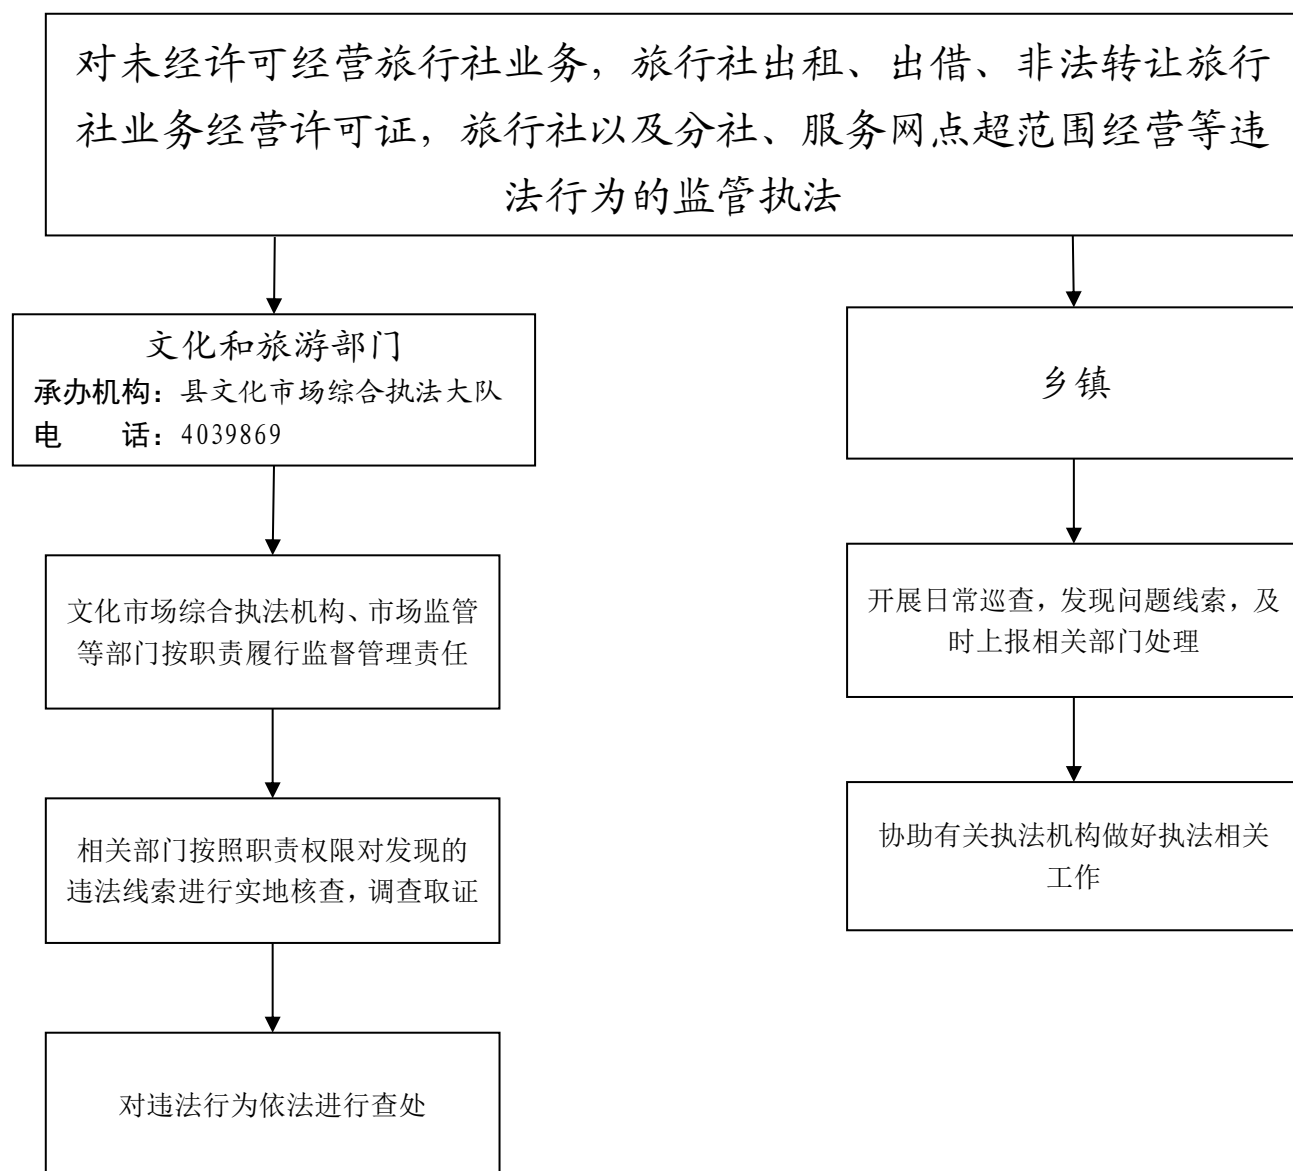 对未经许可经营旅行社业务，旅行社出租、出借、非法转让旅行
社业务经营许可证，旅行社以及分社、服务网点超范围经营等违
法行为的监管执法
文化和旅游部门
承办机构：县文化市场综合执法大队
电　　话：4039869
乡镇
文化市场综合执法机构、市场监管
等部门按职责履行监督管理责任
开展日常巡查，发现问题线索，及
时上报相关部门处理
相关部门按照职责权限对发现的
违法线索进行实地核查，调查取证
协助有关执法机构做好执法相关
工作
对违法行为依法进行查处